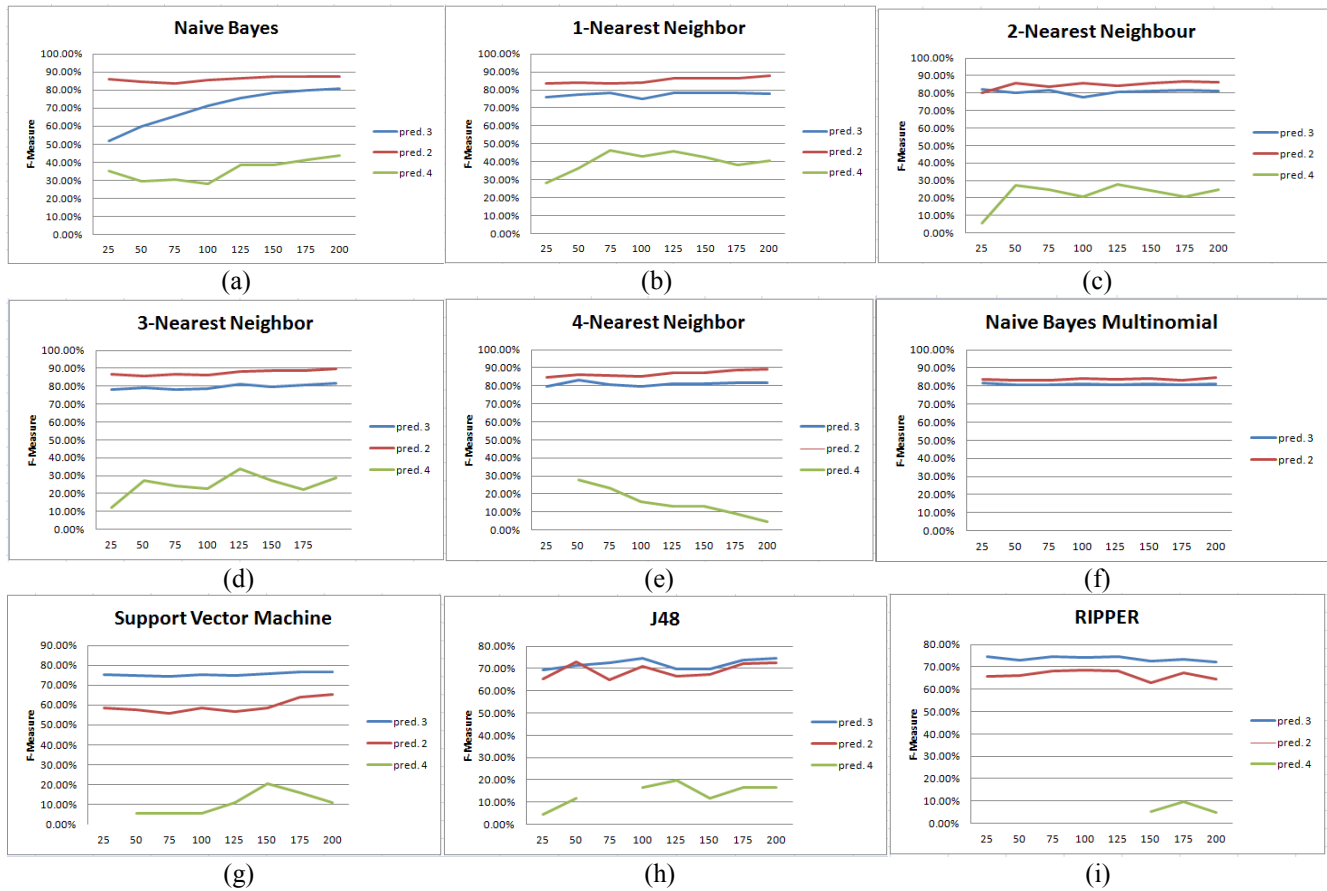 Naive Bayes
100.00%
90.00%
80.00%
70.00%
60.00%
50.00%
40.00%
30.00%
20.00%
10.00%
0.00%
F-Measure
25 50 75 100 125 150 175 200
pred. 3
pred. 2
pred. 4
(a)
1-Nearest Neighbor
100.00%
90.00%
80.00%
70.00%
60.00%
50.00%
40.00%
30.00%
20.00%
10.00%
0.00%
F-Measure
25 50 75 100 125 150 175 200
pred. 3
pred. 2
pred. 4
(b)
2-Nearest Neighbour
100.00%
90.00%
80.00%
70.00%
60.00%
50.00%
40.00%
30.00%
20.00%
10.00%
0.00%
F-Measure
25 50 75 100 125 150 175 200
pred. 3
pred. 2
pred. 4
(c)
3-Nearest Neighbor
100.00%
90.00%
80.00%
70.00%
60.00%
50.00%
40.00%
30.00%
20.00%
10.00%
0.00%
F-Measure
25 50 75 100 125 150 175
pred. 3
pred. 2
pred. 4
(d)
4-Nearest Neighbor
100.00%
90.00%
80.00%
70.00%
60.00%
50.00%
40.00%
30.00%
20.00%
10.00%
0.00%
F-Measure
25 50 75 100 125 150 175 200
pred. 3
pred. 2
pred. 4
(e)
Naive Bayes Multinomial
100.00%
90.00%
80.00%
70.00%
60.00%
50.00%
40.00%
30.00%
20.00%
10.00%
0.00%
F-Measure
25 50 75 100 125 150 175 200
pred. 3
pred. 2
(f)
Support Vector Machine
90.00%
80.00%
70.00%
60.00%
50.00%
40.00%
30.00%
20.00%
10.00%
0.00%
F-Measure
25 50 75 100 125 150 175 200
pred. 3
pred. 2
pred. 4
(g)
J48
80.00%
70.00%
60.00%
50.00%
40.00%
30.00%
20.00%
10.00%
0.00%
F-Measure
25 50 75 100 125 150 175 200
pred. 3
pred. 2
pred. 4
(h)
RIPPER
80.00%
70.00%
60.00%
50.00%
40.00%
30.00%
20.00%
10.00%
0.00%
F-Measure
25 50 75 100 125 150 175 200
pred. 3
pred. 2
pred. 4
(i)